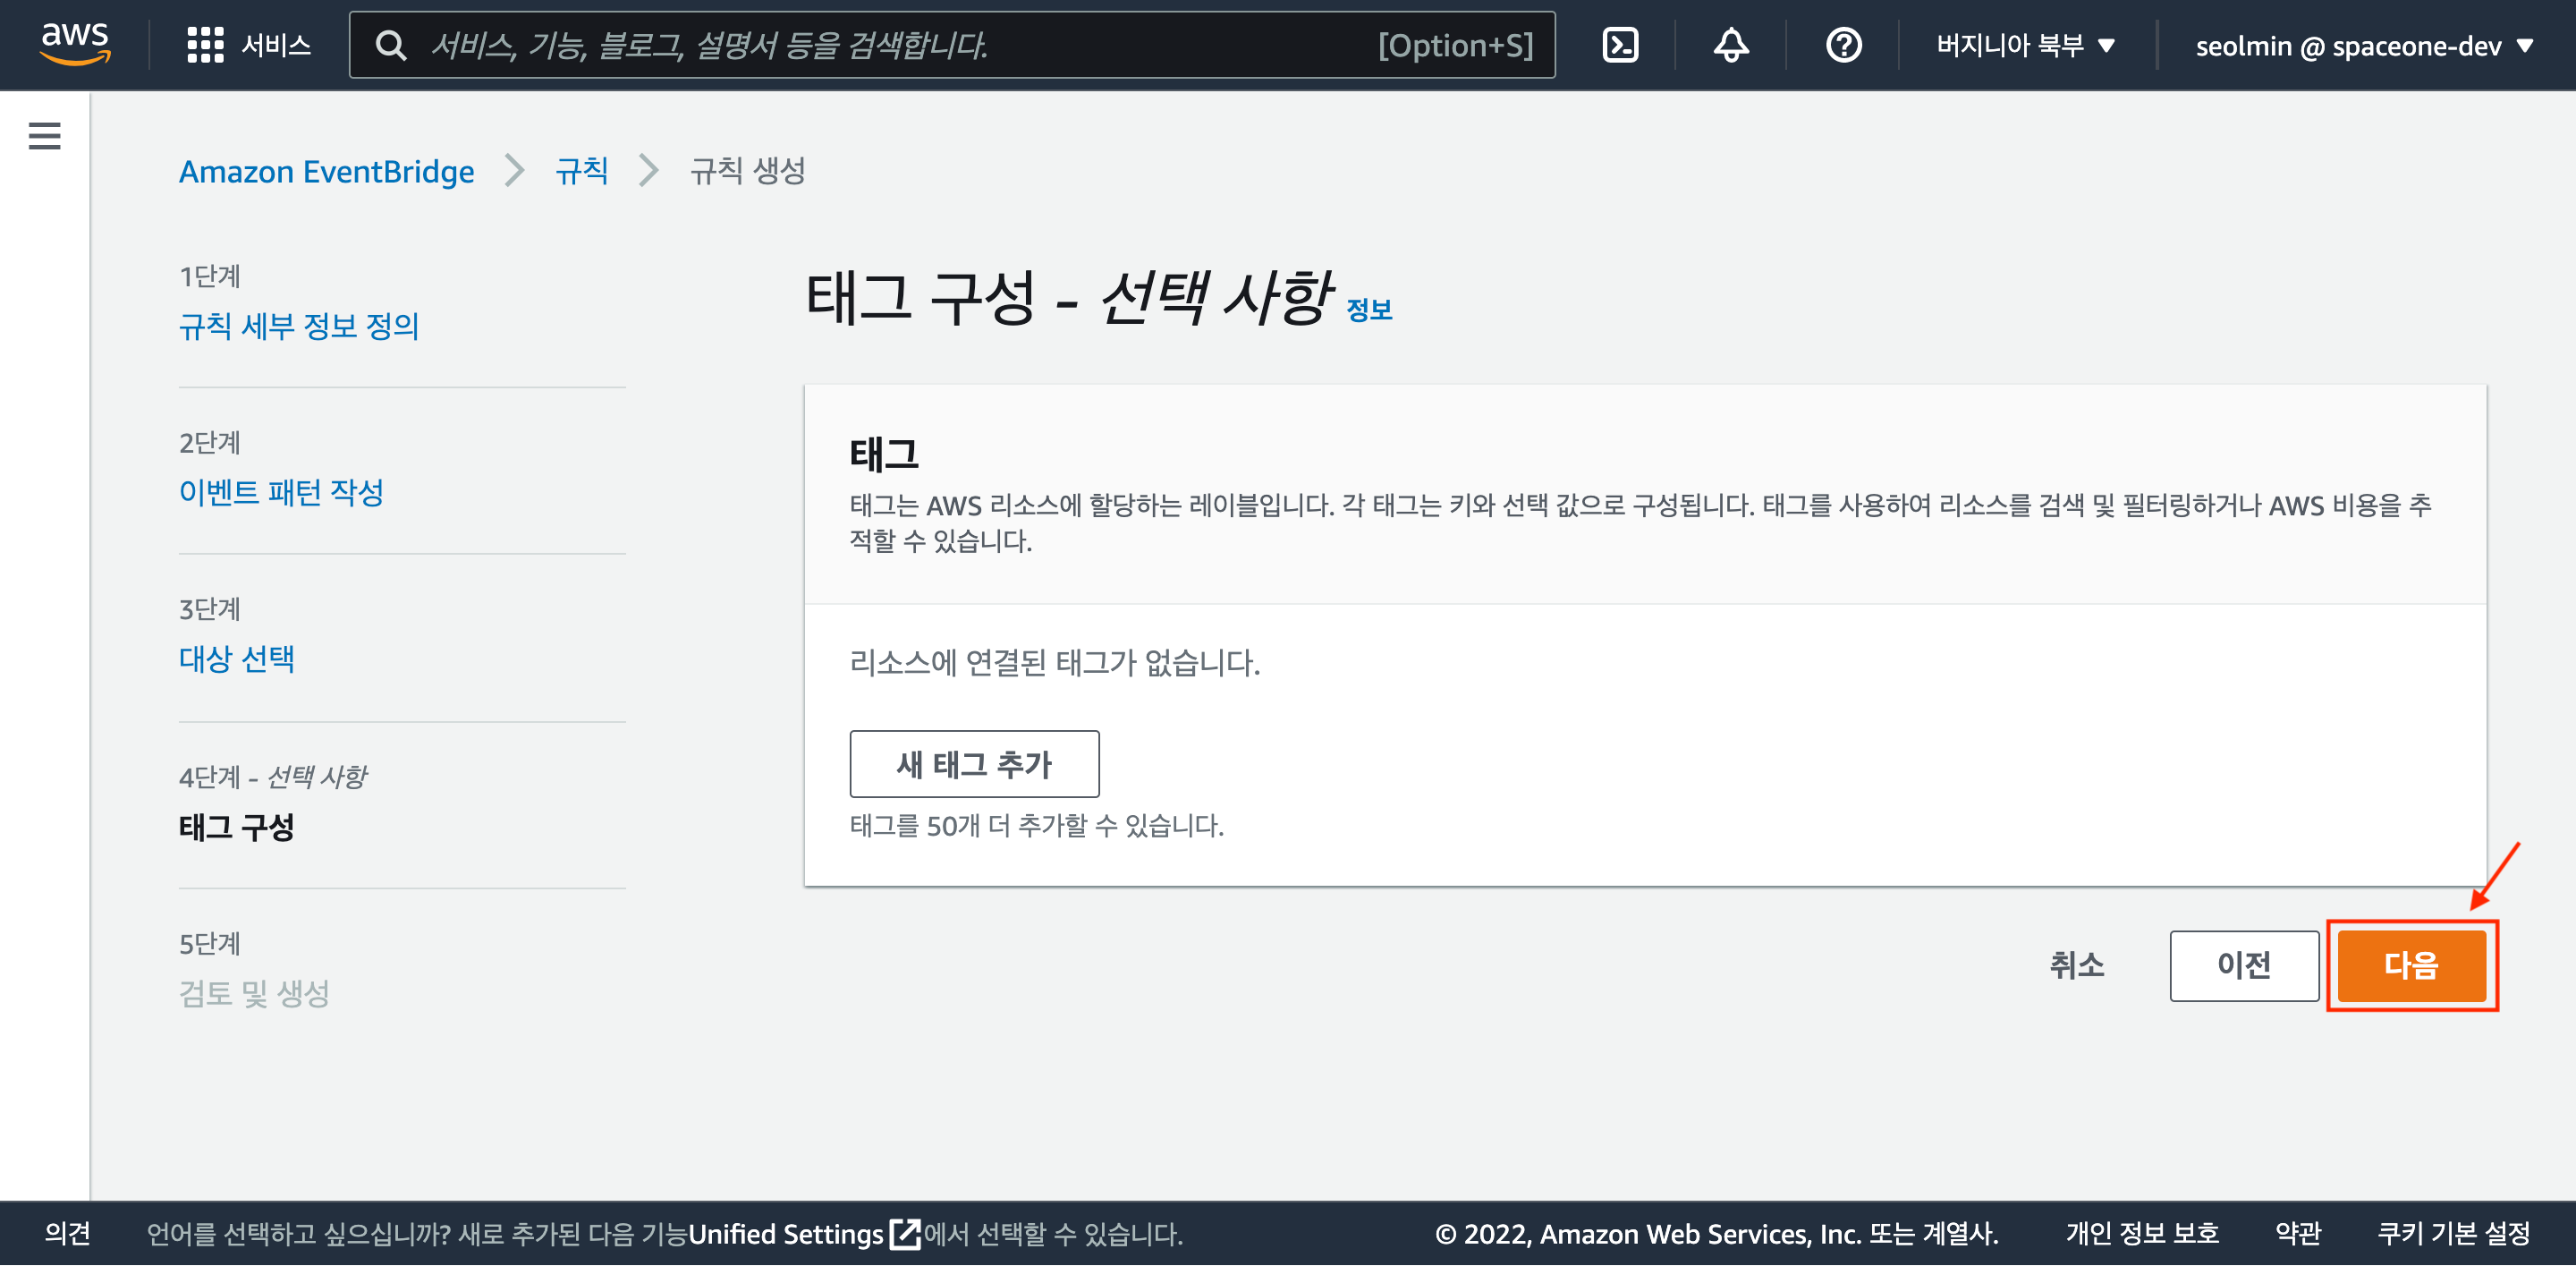 aws
서비스
서비스, 기능, 블로그, 설명서 등을 검색합니다.
[Option+S]
버지니아 북부
seolmin @ spaceone-dev
Amazon EventBridge
규칙
규칙 생성
1단계
규칙 세부 정보 정의
2단계
이벤트 패턴 작성
3단계
대상 선택
4단계 - 선택 사항
태그 구성
5단계
검토 및 생성
태그 구성 - 선택 사항 정보
태그
태그는 AWS 리소스에 할당하는 레이블입니다. 각 태그는 키와 선택 값으로 구성됩니다. 태그를 사용하여 리소스를 검색 및 필터링하거나 AWS 비용을 추
적할 수 있습니다.
리소스에 연결된 태그가 없습니다.
새 태그 추가
태그를 50개 더 추가할 수 있습니다.
취소
이전
다음
의견
언어를 선택하고 싶으십니까? 새로 추가된 다음 기능Unified Settings에서 선택할 수 있습니다.
© 2022, Amazon Web Services, Inc. 또는 계열사.
개인 정보 보호
약관
쿠키 기본 설정